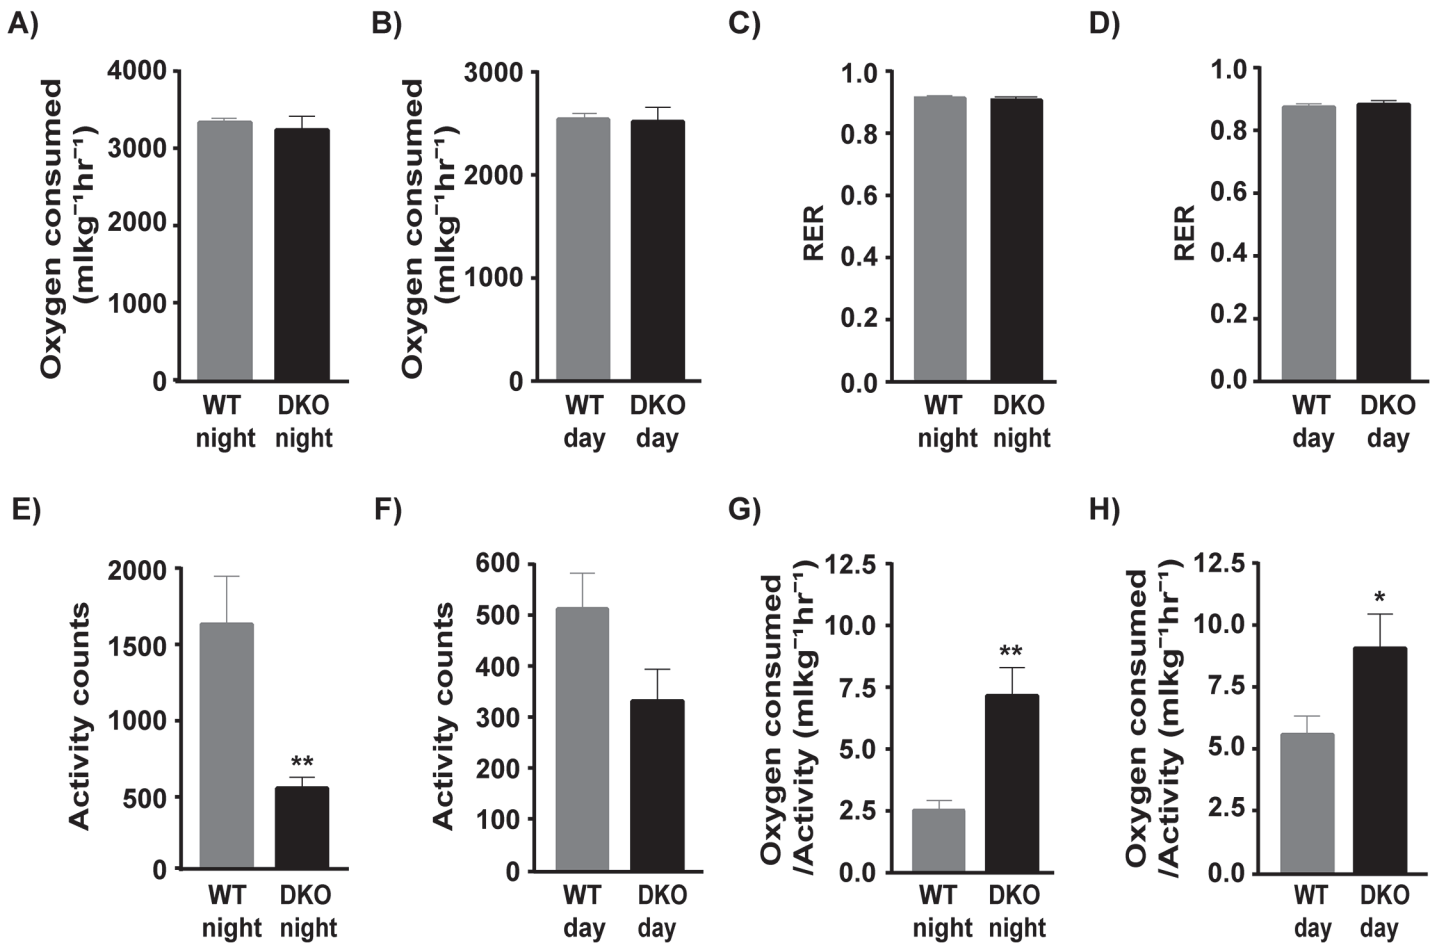 A)
Oxygen consumed
(mlkg⁻¹hr⁻¹)
4000
3000
2000
1000
0
WT DKO
night night
B)
Oxygen consumed
(mlkg⁻¹hr⁻¹)
3000
2000
1000
0
WT DKO
day day
C)
RER
1.0
0.8
0.6
0.4
0.2
0.0
WT DKO
night night
D)
RER
1.0
0.8
0.6
0.4
0.2
0.0
WT DKO
day day
E)
Activity counts
2000
1500
1000
500
0
**
WT DKO
night night
F)
Activity counts
600
500
400
300
200
100
0
WT DKO
day day
G)
Oxygen consumed
/Activity (mlkg⁻¹hr⁻¹)
12.5
10.0
7.5
5.0
2.5
0.0
**
WT DKO
night night
H)
Oxygen consumed
/Activity (mlkg⁻¹hr⁻¹)
12.5
10.0
7.5
5.0
2.5
0.0
*
WT DKO
day day